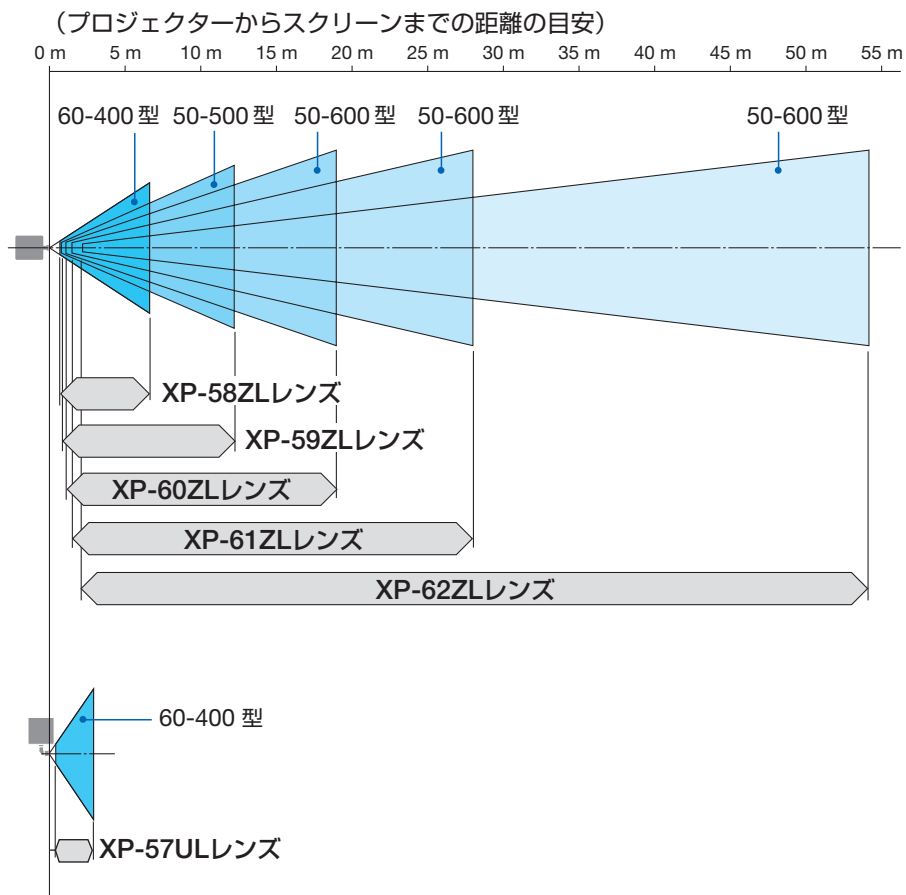 （プロジェクターからスクリーンまでの距離の目安）
0 m 5 m 10 m 15 m 20 m 25 m 30 m 35 m 40 m 45 m 50 m 55 m
60-400 型 50-500 型 50-600 型 50-600 型 50-600 型
XP-58ZLレンズ
XP-59ZLレンズ
XP-60ZLレンズ
XP-61ZLレンズ
XP-62ZLレンズ
60-400 型
XP-57ULレンズ